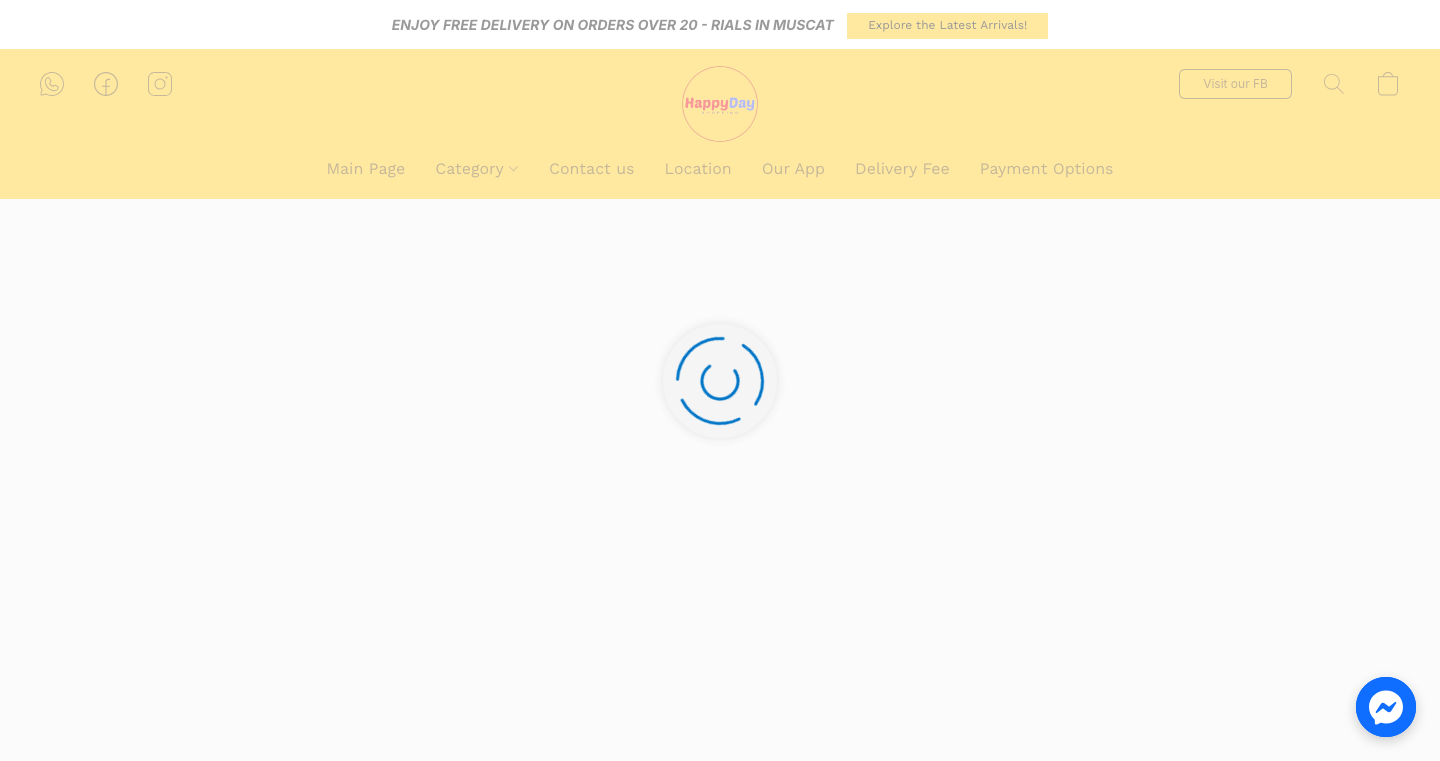 ENJOY FREE DELIVERY ON ORDERS OVER 20 - RIALS IN MUSCAT
Explore the Latest Arrivals!
Visit our FB
HappyDay
Main Page
Category
Contact us
Location
Our App
Delivery Fee
Payment Options